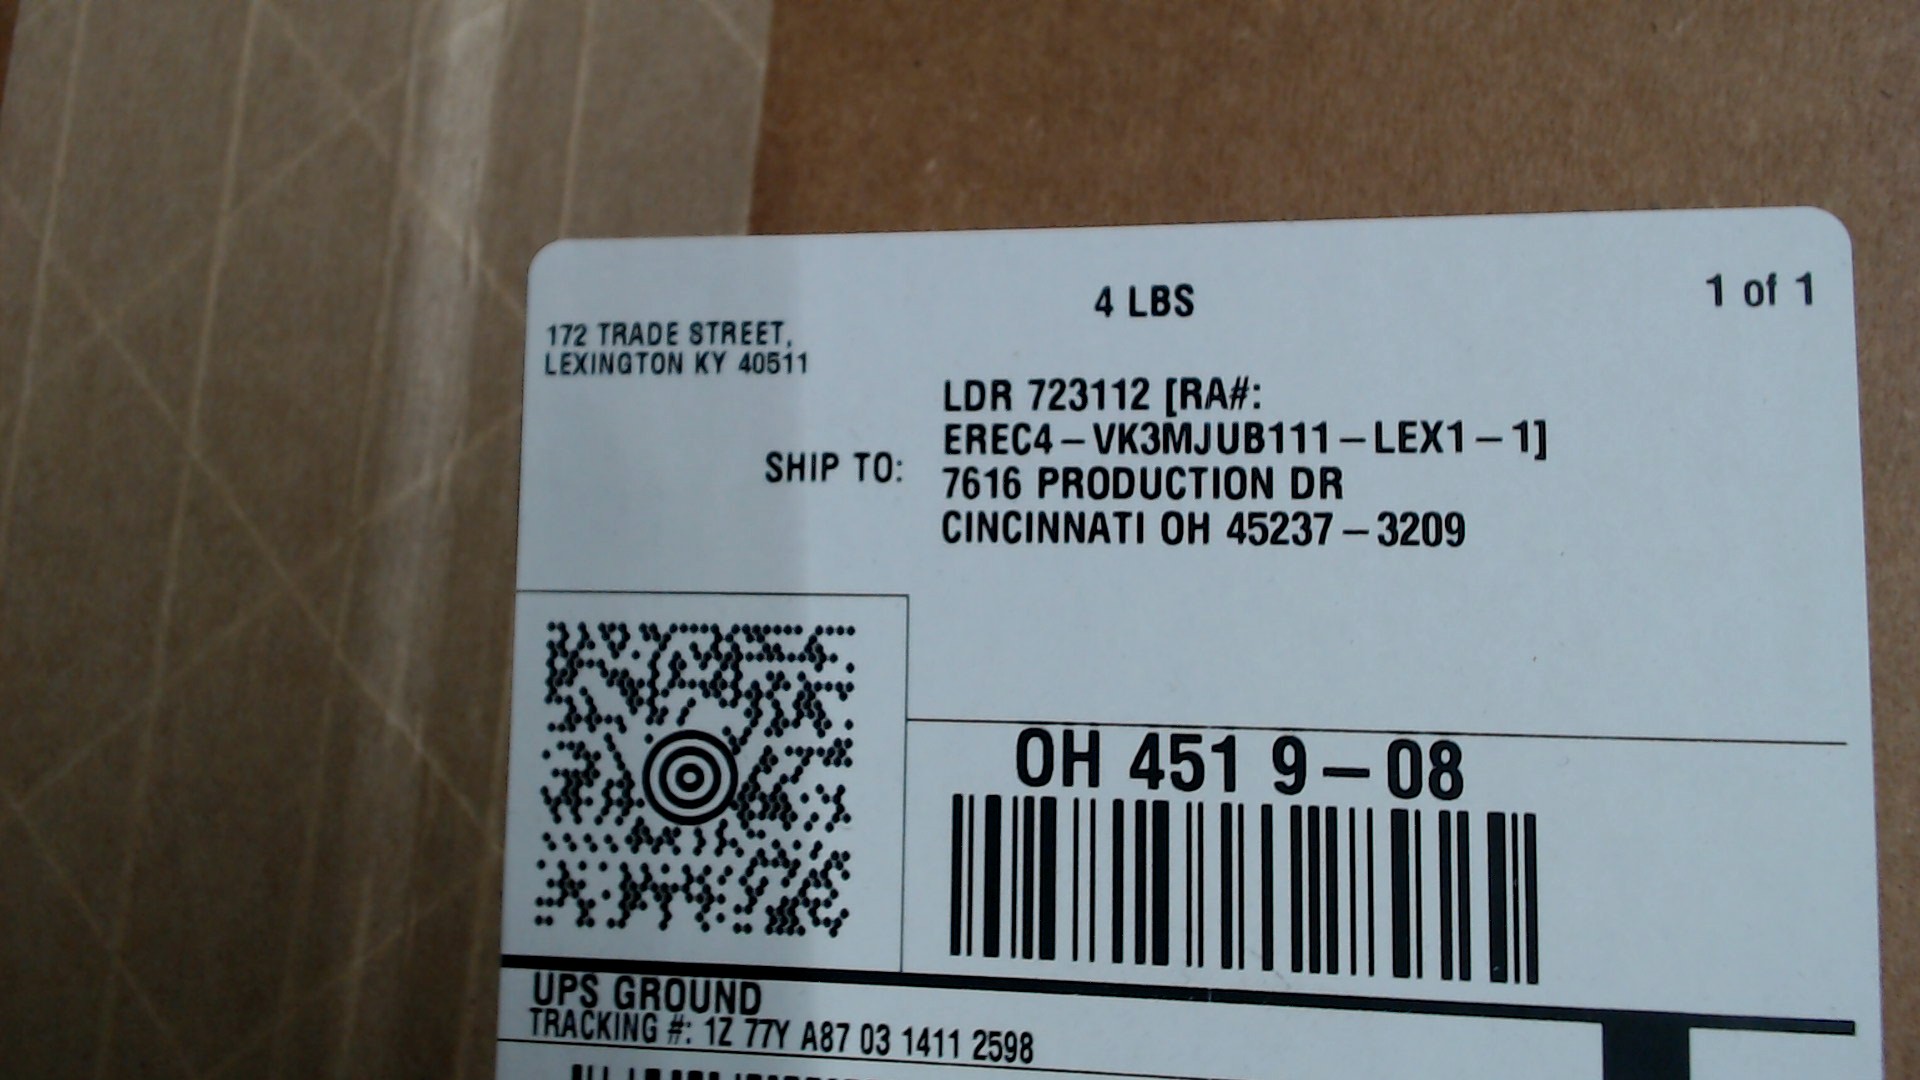 4 LBS
1 of 1
172 TRADE STREET,
LEXINGTON KY 40511
SHIP TO:
LDR 723112 [RA#:
EREC4-VK3MJUB111-LEX1-1]
7616 PRODUCTION DR
CINCINNATI OH 45237-3209
OH 451 9-08
UPS GROUND
TRACKING #: 1Z 77Y A87 03 1411 2598